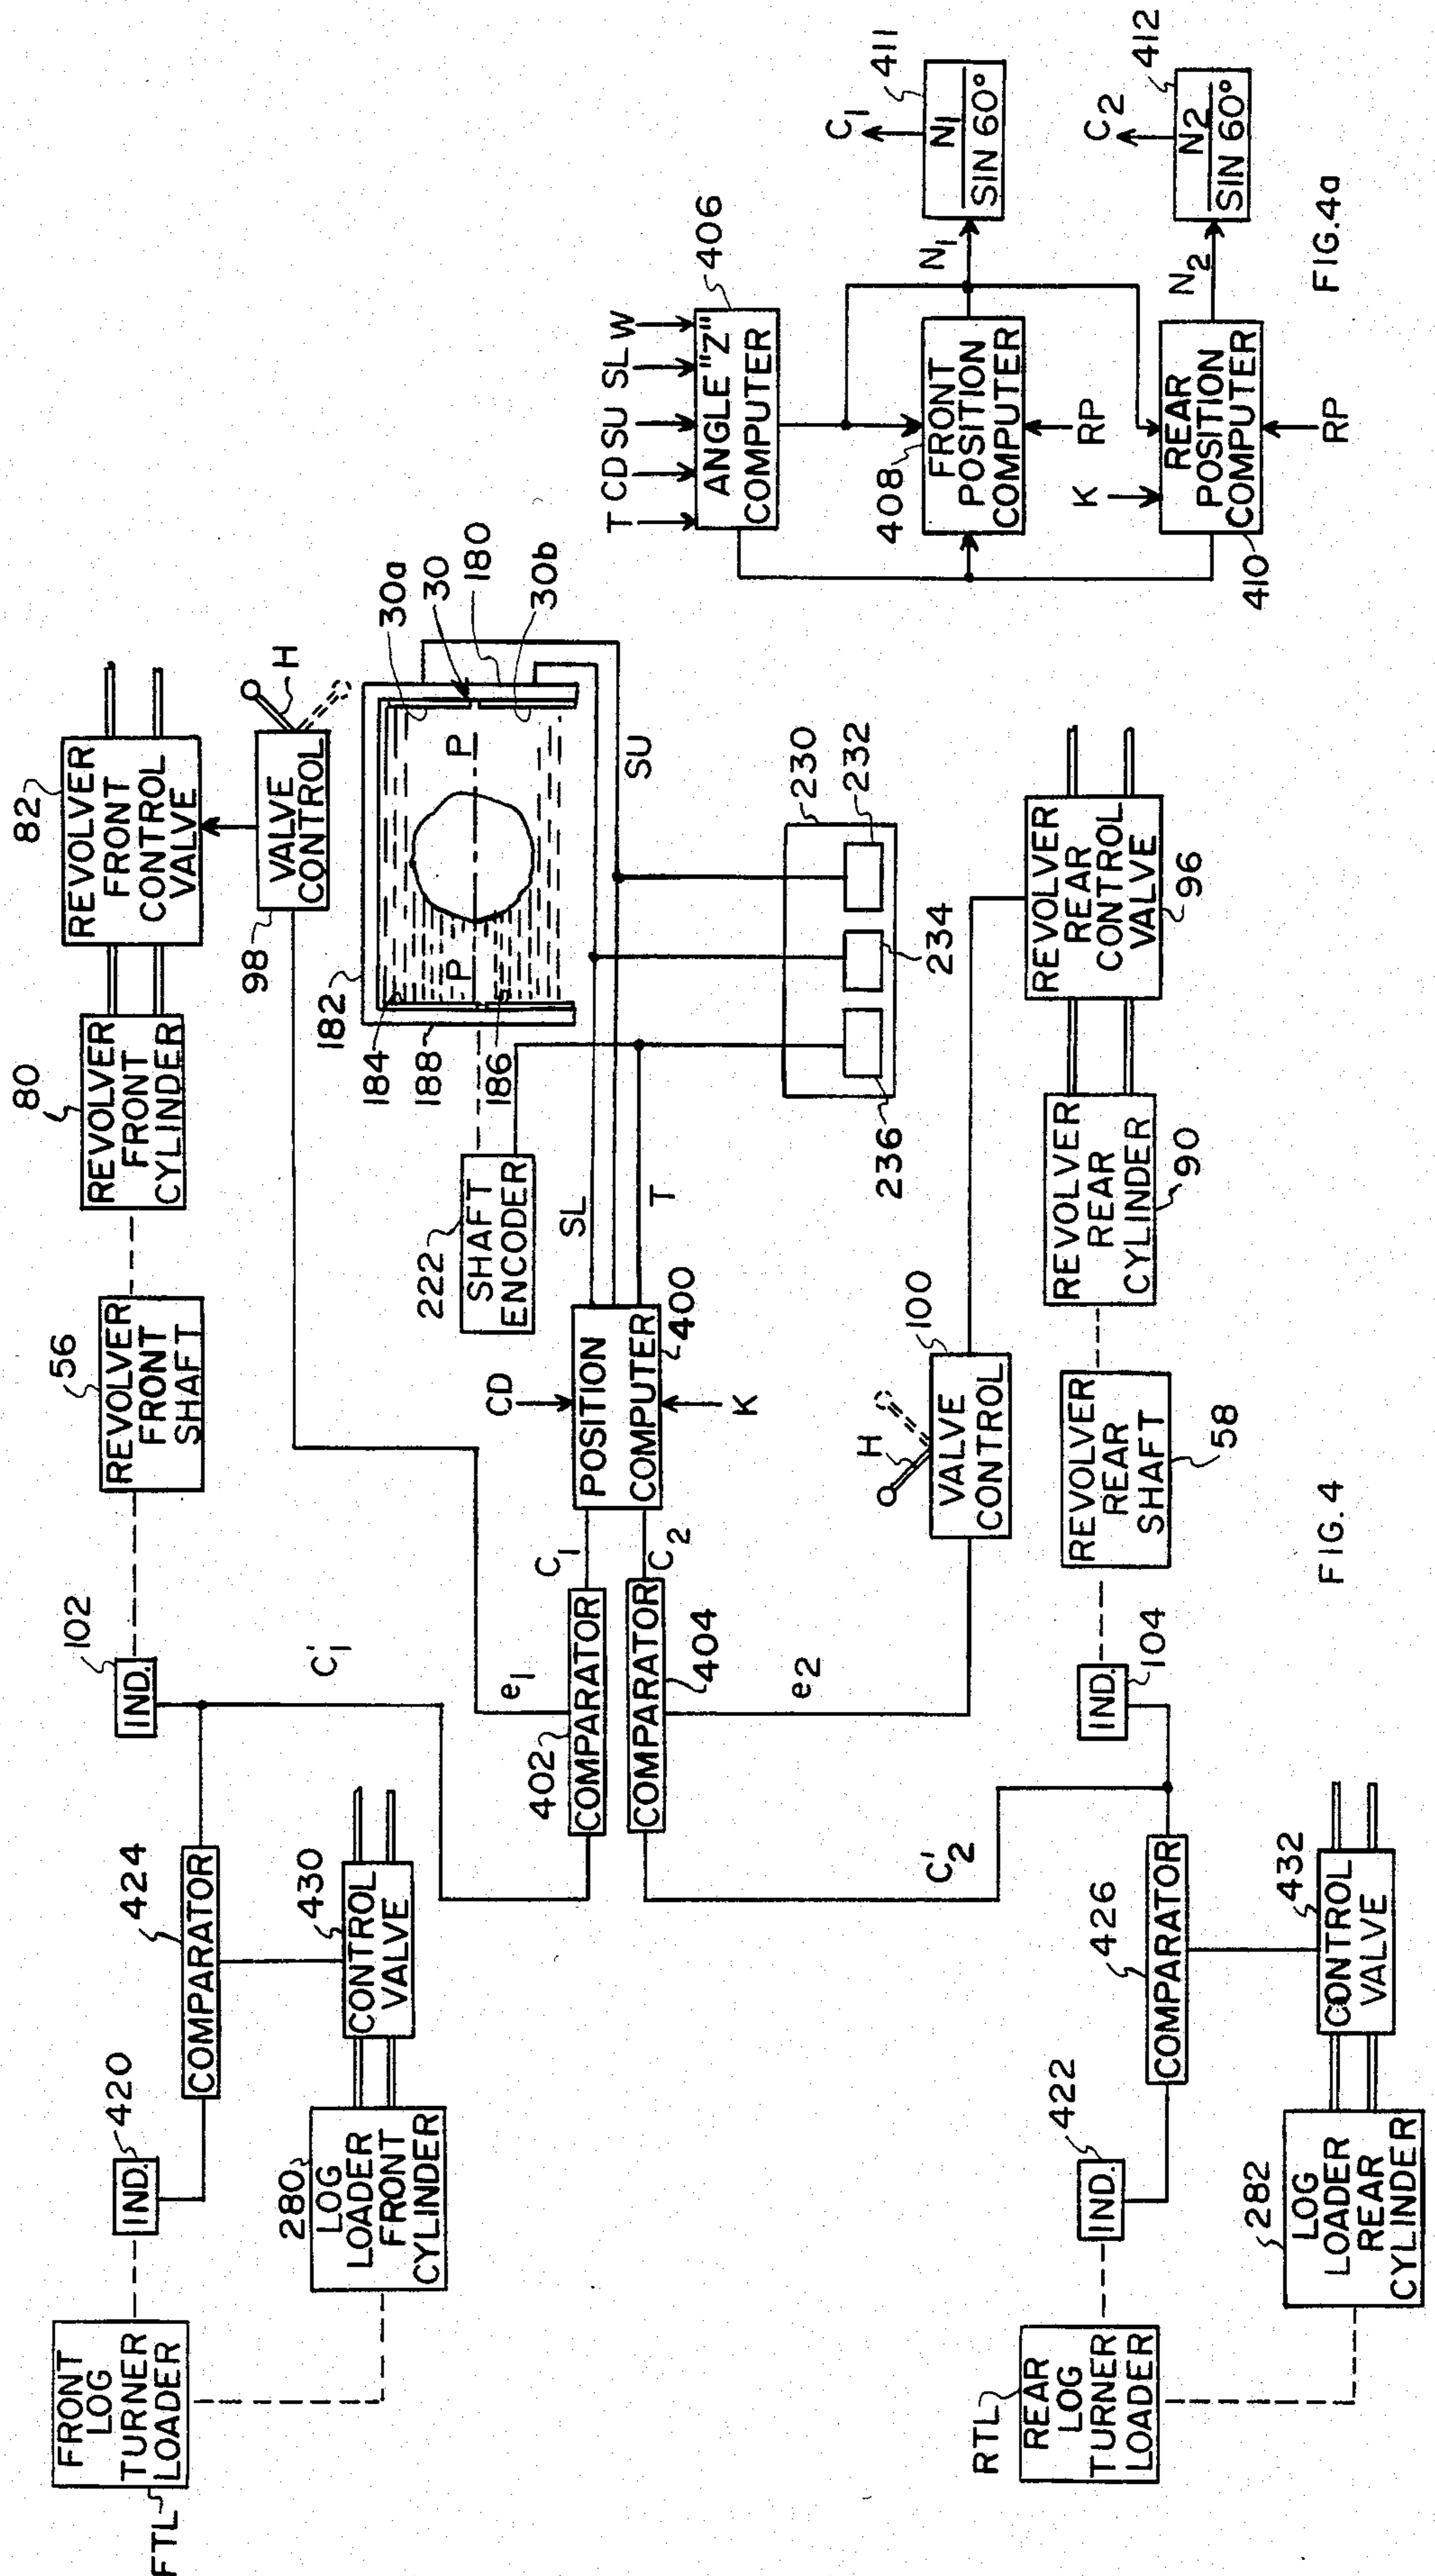 FTL
FRONT
LOG
TURNER
LOADER
IND.
420
COMPARATOR
424
280
LOG
LOADER
FRONT
CYLINDER
CONTROL
VALVE
430
IND.
102
C'1
REVOLVER
FRONT
SHAFT
56
REVOLVER
FRONT
CYLINDER
80
REVOLVER
FRONT
CONTROL
VALVE
82
VALVE
CONTROL
98
H
e1
402
COMPARATOR
C1
COMPARATOR
404
C2
e2
C'2
CD
POSITION
COMPUTER
400
K
222
SHAFT
ENCODER
SL
T
SU
182
184
188
186
P
P
30a
30
180
30b
230
232
234
236
H
VALVE
CONTROL
100
RTL
REAR
LOG
TURNER
LOADER
IND.
422
COMPARATOR
426
282
LOG
LOADER
REAR
CYLINDER
CONTROL
VALVE
432
IND.
104
REVOLVER
REAR
SHAFT
58
REVOLVER
REAR
CYLINDER
90
REVOLVER
REAR
CONTROL
VALVE
96
FIG. 4
T CD SU SL W
ANGLE "Z"
COMPUTER
406
408
FRONT
POSITION
COMPUTER
RP
N1
N1
SIN 60°
411
C1
K
REAR
POSITION
COMPUTER
410
RP
N2
N2
SIN 60°
412
C2
FIG. 4a